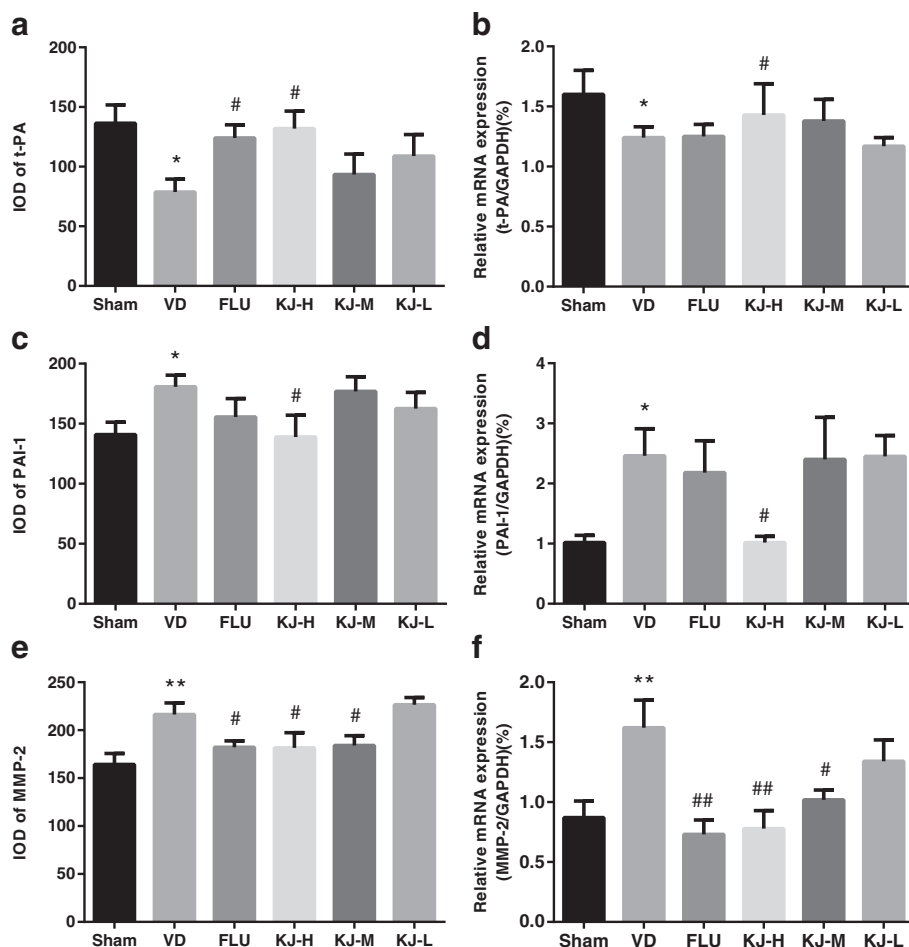 a
IOD of t-PA
200
150
100
50
0
*
#
#
Sham VD FLU KJ-H KJ-M KJ-L
b
Relative mRNA expression
(t-PA/GAPDH)(%)
2.0
1.5
1.0
0.5
0.0
*
#
Sham VD FLU KJ-H KJ-M KJ-L
c
IOD of PAI-1
200
150
100
50
0
*
#
Sham VD FLU KJ-H KJ-M KJ-L
d
Relative mRNA expression
(PAI-1/GAPDH)(%)
4
3
2
1
0
*
#
Sham VD FLU KJ-H KJ-M KJ-L
e
IOD of MMP-2
250
200
150
100
50
0
**
#
#
#
Sham VD FLU KJ-H KJ-M KJ-L
f
Relative mRNA expression
(MMP-2/GAPDH)(%)
2.0
1.5
1.0
0.5
0.0
**
##
##
#
Sham VD FLU KJ-H KJ-M KJ-L